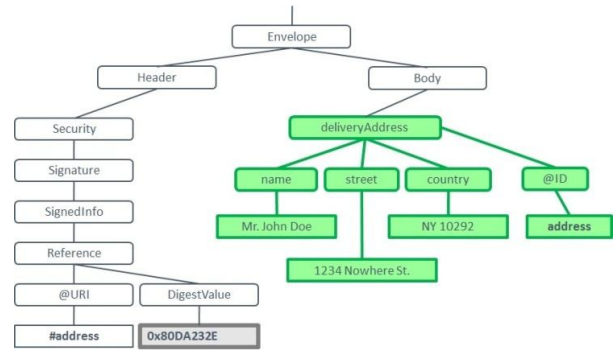 Envelope
Header
Body
Security
deliveryAddress
Signature
name
street
country
@ID
SignedInfo
Mr. John Doe
NY 10292
address
Reference
1234 Nowhere St.
@URI
DigestValue
#address
0x80DA232E